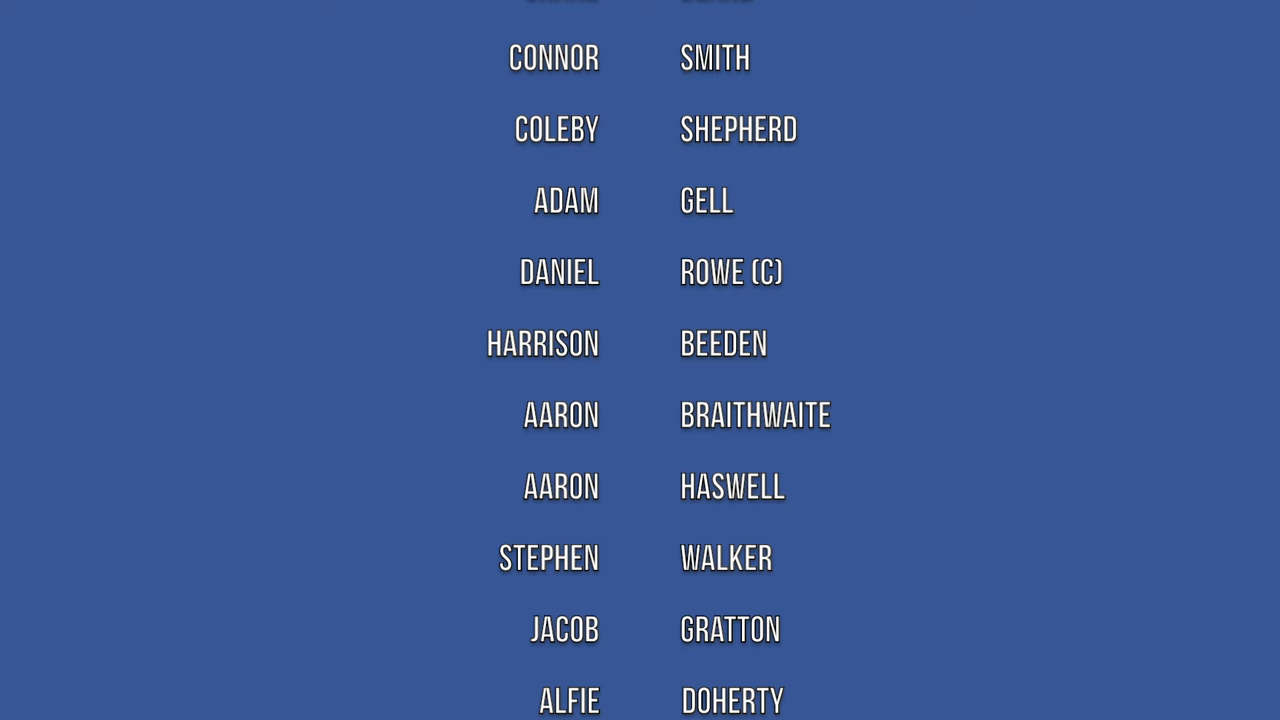 CONNOR SMITH
COLEBY SHEPHERD
ADAM GELL
DANIEL ROWE (C)
HARRISON BEEDEN
AARON BRAITHWAITE
AARON HASWELL
STEPHEN WALKER
JACOB GRATTON
ALFIE DOHERTY